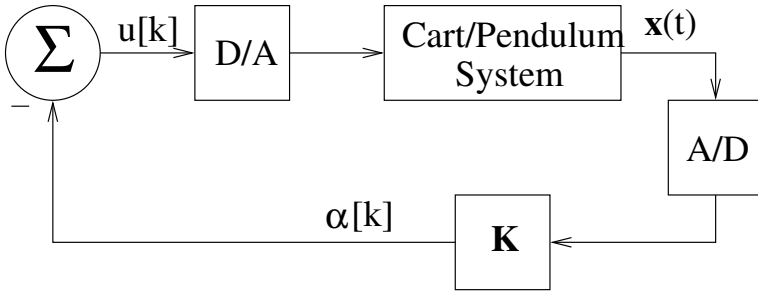 Σ
u[k]
D/A
Cart/Pendulum
System
x(t)
A/D
K
α[k]
−